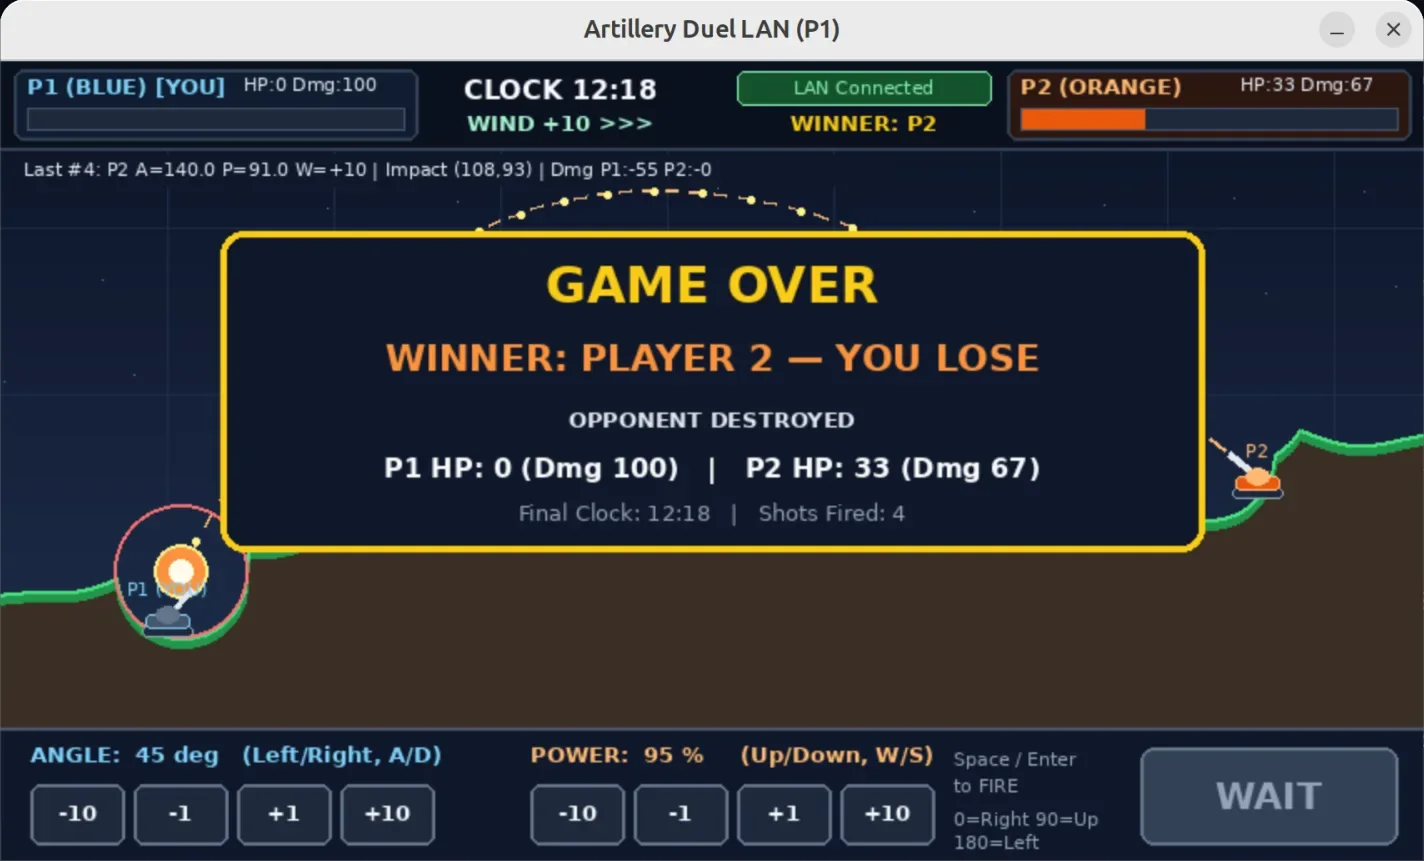 Artillery Duel LAN (P1)
P1 (BLUE) [YOU] HP:0 Dmg:100
CLOCK 12:18
WIND +10 >>>
LAN Connected
WINNER: P2
P2 (ORANGE) HP:33 Dmg:67
Last #4: P2 A=140.0 P=91.0 W=+10 | Impact (108,93) | Dmg P1:-55 P2:-0
GAME OVER
WINNER: PLAYER 2 — YOU LOSE
OPPONENT DESTROYED
P1 HP: 0 (Dmg 100) | P2 HP: 33 (Dmg 67)
Final Clock: 12:18 | Shots Fired: 4
P2
P1
ANGLE: 45 deg (Left/Right, A/D)
-10 -1 +1 +10
POWER: 95 % (Up/Down, W/S)
-10 -1 +1 +10
Space / Enter
to FIRE
0=Right 90=Up
180=Left
WAIT